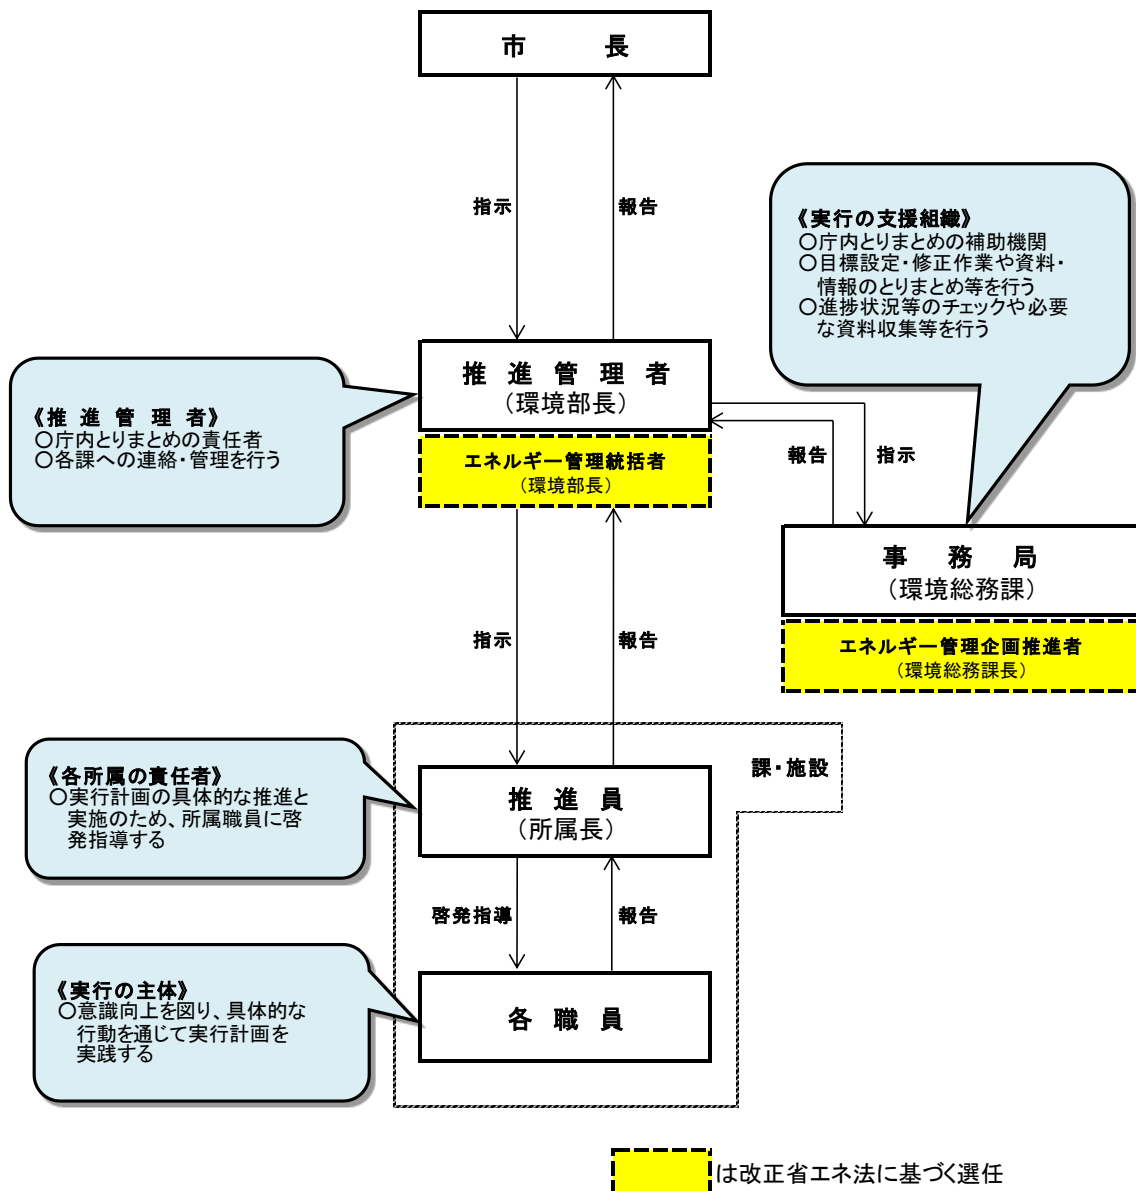 市　長
指示
報告
《実行の支援組織》
○庁内とりまとめの補助機関
○目標設定・修正作業や資料・
情報のとりまとめ等を行う
○進捗状況等のチェックや必要
な資料収集等を行う
推進管理者
（環境部長）
《推進管理者》
○庁内とりまとめの責任者
○各課への連絡・管理を行う
エネルギー管理統括者
（環境部長）
報告
指示
事務局
（環境総務課）
エネルギー管理企画推進者
（環境総務課長）
指示
報告
課・施設
《各所属の責任者》
○実行計画の具体的な推進と
実施のため、所属職員に啓
発指導する
推進員
（所属長）
啓発指導
報告
《実行の主体》
○意識向上を図り、具体的な
行動を通じて実行計画を
実践する
各職員
は改正省エネ法に基づく選任